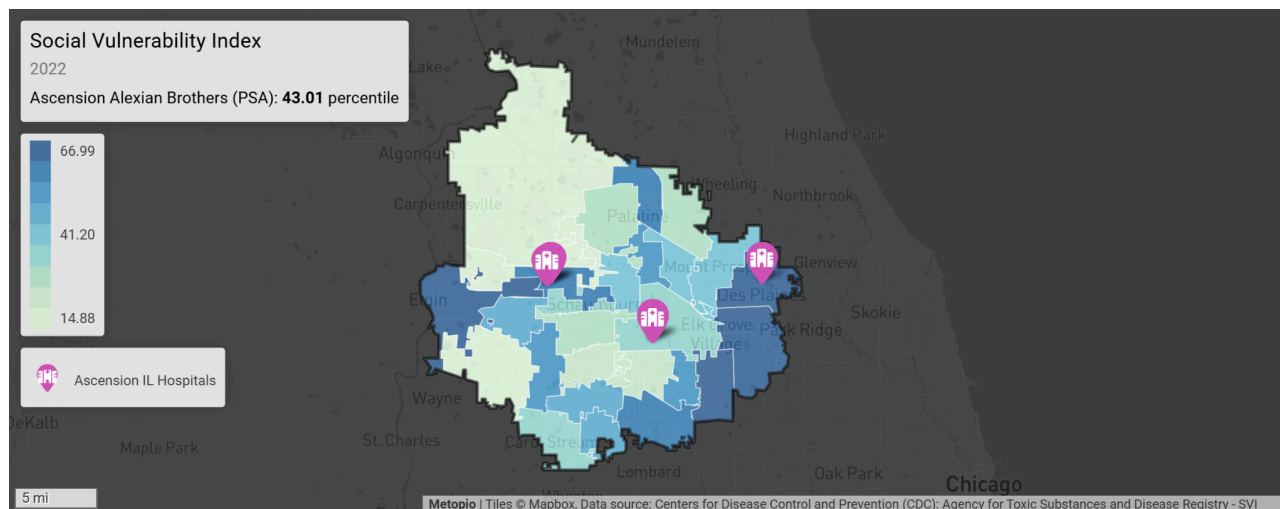 Social Vulnerability Index
2022
Ascension Alexian Brothers (PSA): 43.01 percentile
66.99
41.20
14.88
Ascension IL Hospitals
Mundelein
Lake
Highland Park
Algonquin
Wheeling
Northbrook
Carpentersville
Palatine
Mount Prosp
Glenview
Elgin
Schaumburg
Des Plaines
Skokie
Elk Grove
Village
Park Ridge
Wayne
DeKalb
Maple Park
St. Charles
Carol Stream
Lombard
Oak Park
Chicago
Wheaton
5 mi
Metopio | Tiles © Mapbox, Data source: Centers for Disease Control and Prevention (CDC): Agency for Toxic Substances and Disease Registry - SVI